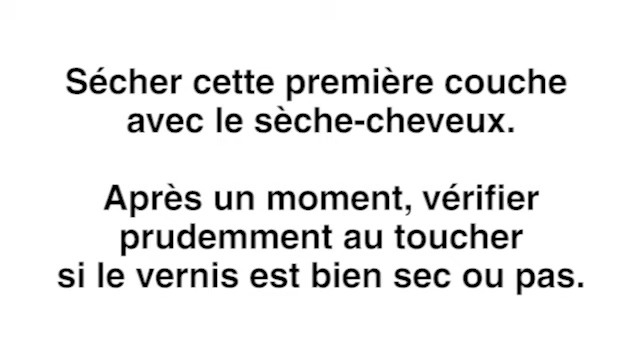 Sécher cette première couche
avec le sèche-cheveux.
Après un moment, vérifier
prudemment au toucher
si le vernis est bien sec ou pas.